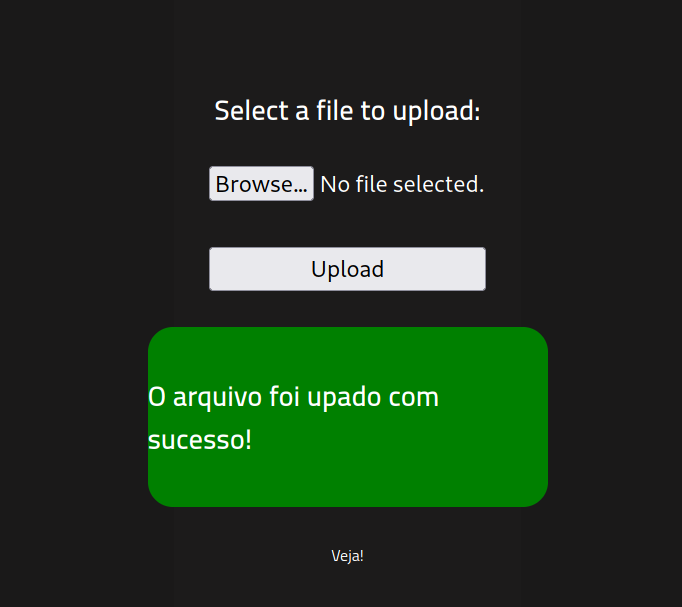 Select a file to upload:
Browse... No file selected.
Upload
O arquivo foi upado com
sucesso!
Veja!